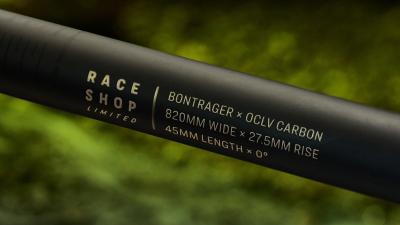 RACE
SHOP
LIMITED
BONTRAGER × OCLV CARBON
820MM WIDE × 27.5MM RISE
45MM LENGTH × 0°